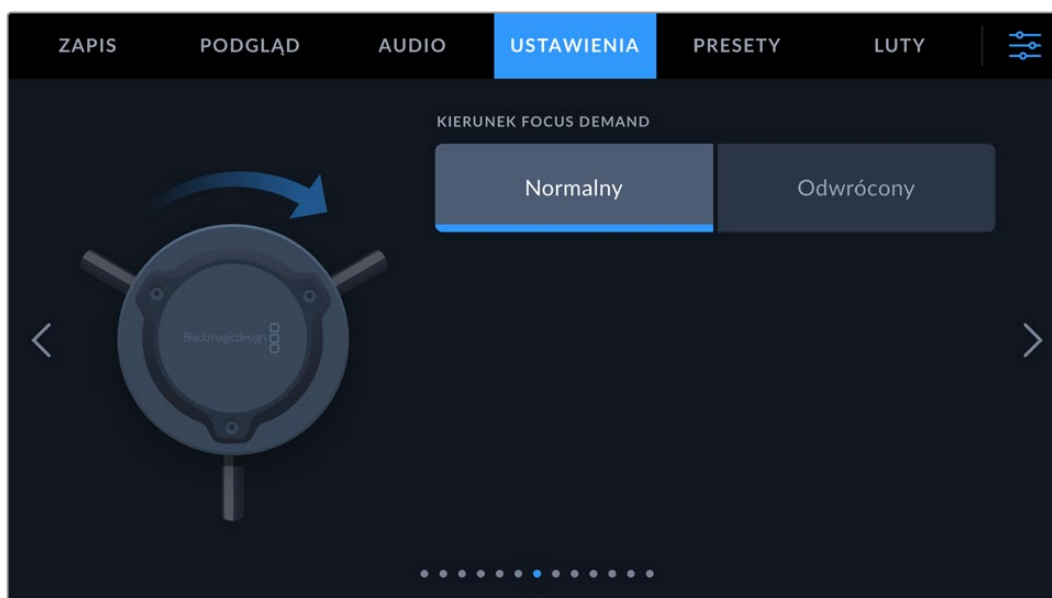 ZAPIS PODGLĄD AUDIO USTAWIENIA PRESETY LUTY
KIERUNEK FOCUS DEMAND
Normalny Odwrócony
Blackmagicdesign